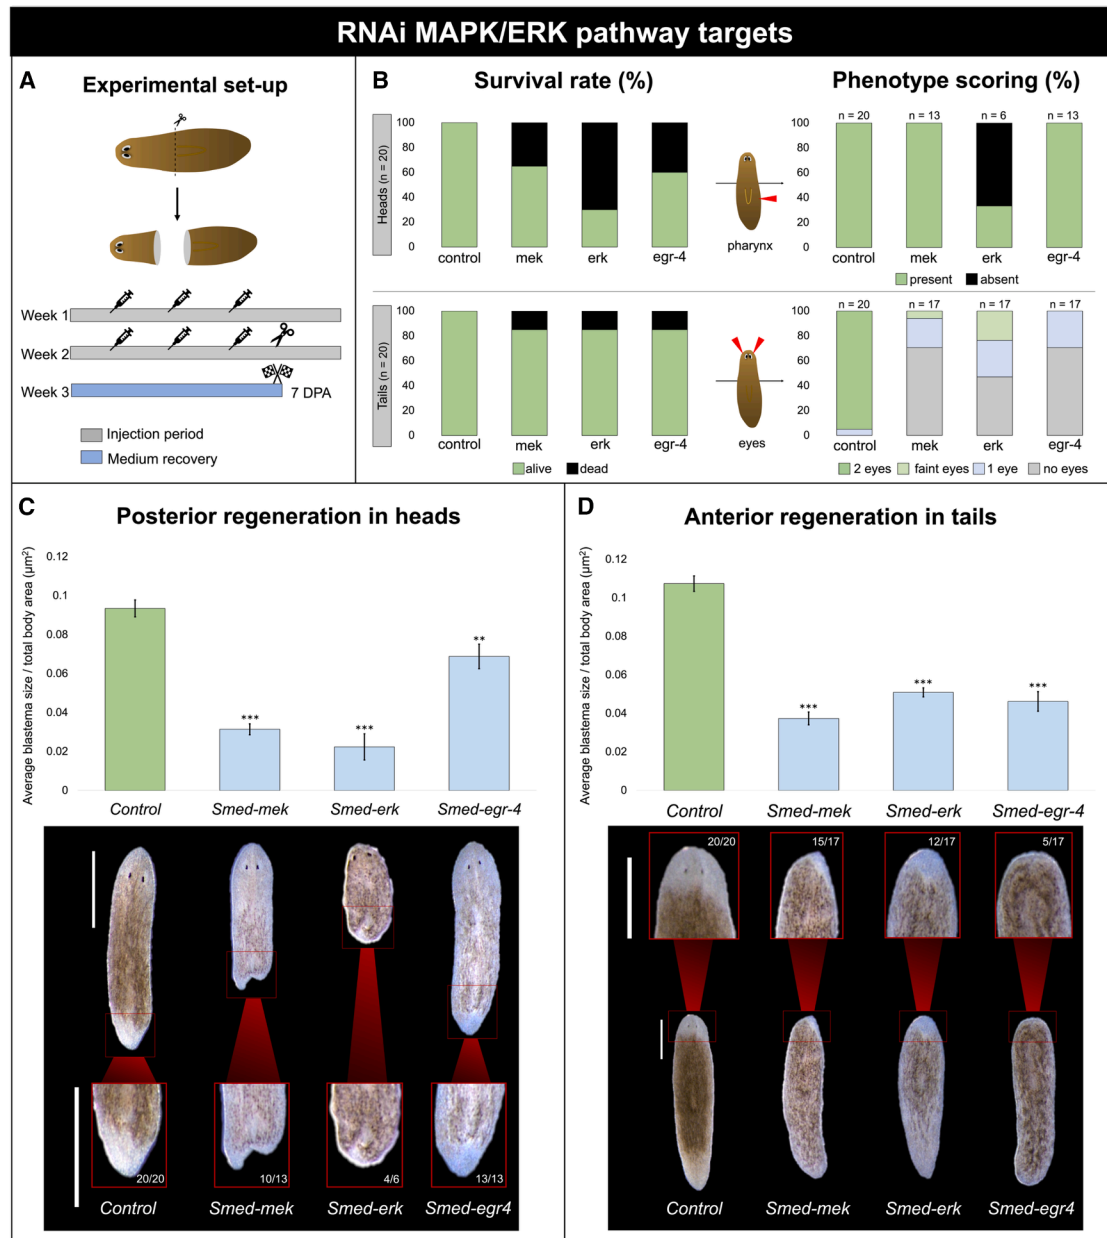 RNAi MAPK/ERK pathway targets
A
Experimental set-up
Week 1
Week 2
Week 3
7 DPA
Injection period
Medium recovery
B
Survival rate (%)
Phenotype scoring (%)
Heads (n = 20)
100
80
60
40
20
0
control
mek
erk
egr-4
pharynx
n = 20
n = 13
n = 6
n = 13
100
80
60
40
20
0
control
mek
erk
egr-4
present
absent
Tails (n = 20)
100
80
60
40
20
0
control
mek
erk
egr-4
alive
dead
eyes
n = 20
n = 17
n = 17
n = 17
100
80
60
40
20
0
control
mek
erk
egr-4
2 eyes
faint eyes
1 eye
no eyes
C
Posterior regeneration in heads
Average blastema size / total body area (µm²)
0.12
0.1
0.08
0.06
0.04
0.02
0
***
***
**
Control
Smed-mek
Smed-erk
Smed-egr-4
20/20
10/13
4/6
13/13
Control
Smed-mek
Smed-erk
Smed-egr4
D
Anterior regeneration in tails
Average blastema size / total body area (µm²)
0.12
0.1
0.08
0.06
0.04
0.02
0
***
***
***
Control
Smed-mek
Smed-erk
Smed-egr-4
20/20
15/17
12/17
5/17
Control
Smed-mek
Smed-erk
Smed-egr-4